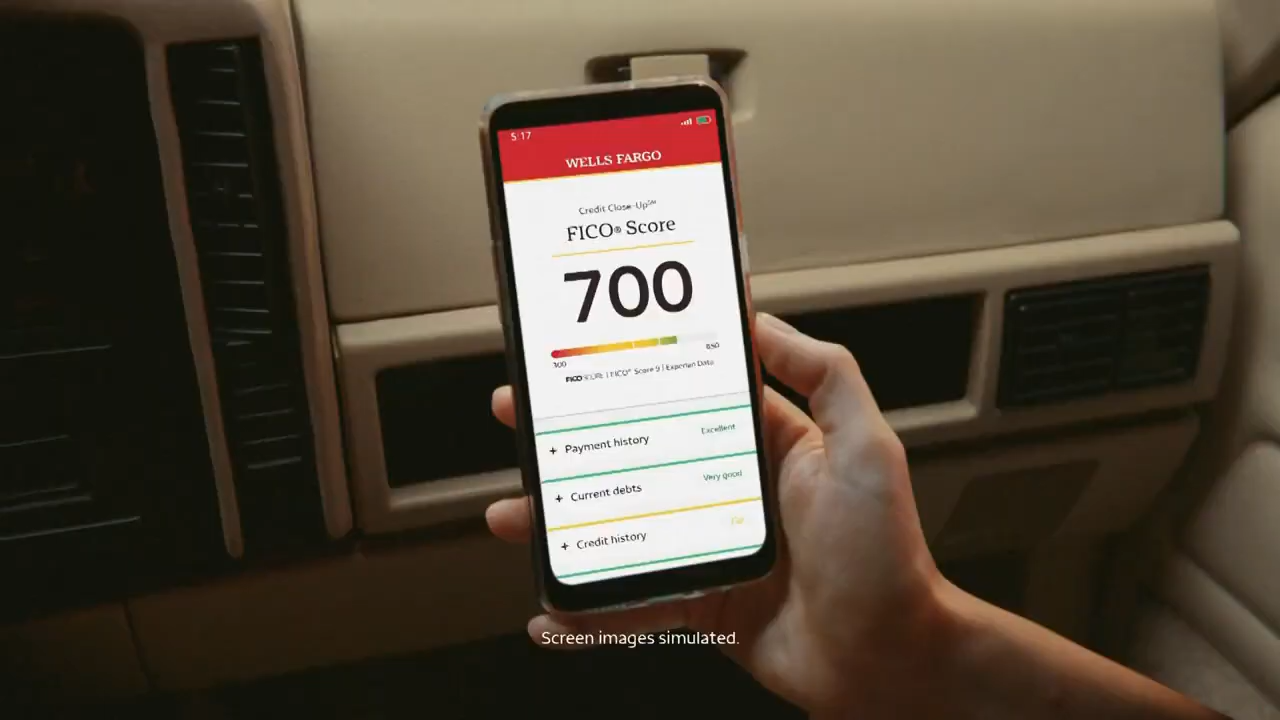 5:17
WELLS FARGO
Credit Close-Up℠
FICO® Score
700
300 850
FICO SCORE | FICO® Score 9 | Experian Data
+ Payment history Excellent
+ Current debts Very good
+ Credit history Fair
Screen images simulated.